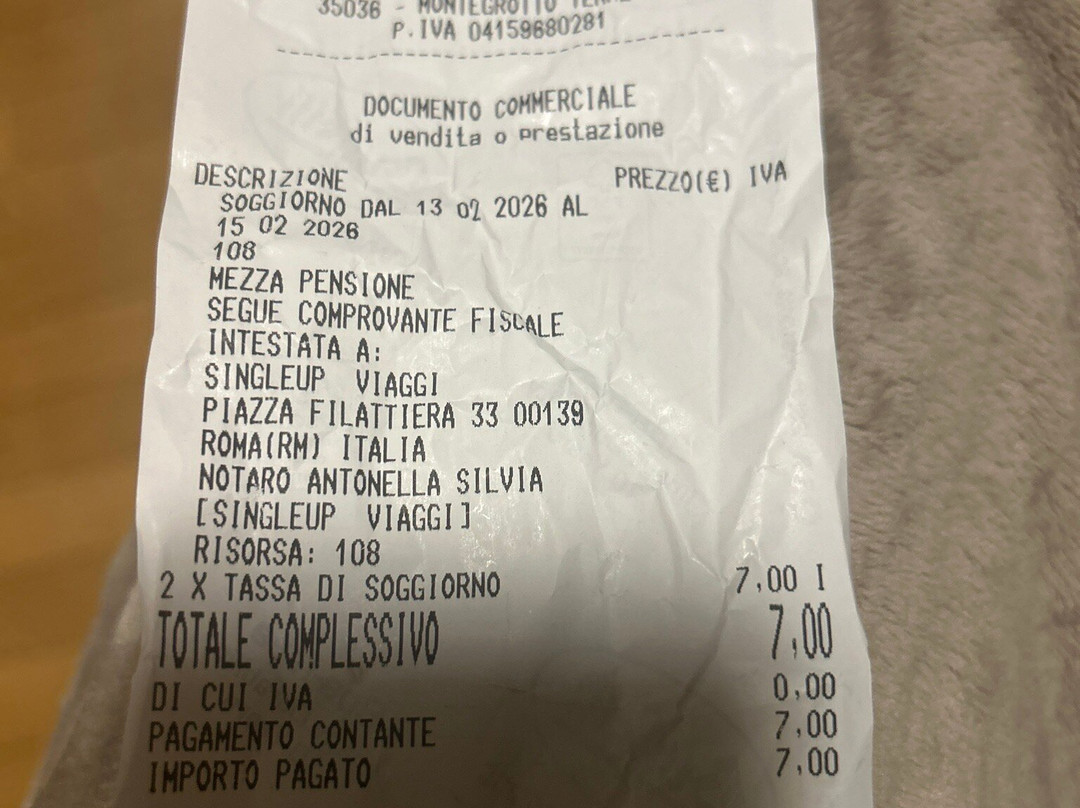 35036 - MONTEGROTTO
P.IVA 04159680281
DOCUMENTO COMMERCIALE
di vendita o prestazione
DESCRIZIONE PREZZO(€) IVA
SOGGIORNO DAL 13 02 2026 AL
15 02 2026
108
MEZZA PENSIONE
SEGUE COMPROVANTE FISCALE
INTESTATA A:
SINGLEUP VIAGGI
PIAZZA FILATTIERA 33 00139
ROMA(RM) ITALIA
NOTARO ANTONELLA SILVIA
[SINGLEUP VIAGGI]
RISORSA: 108
2 X TASSA DI SOGGIORNO 7,00 I
TOTALE COMPLESSIVO 7,00
DI CUI IVA 0,00
PAGAMENTO CONTANTE 7,00
IMPORTO PAGATO 7,00